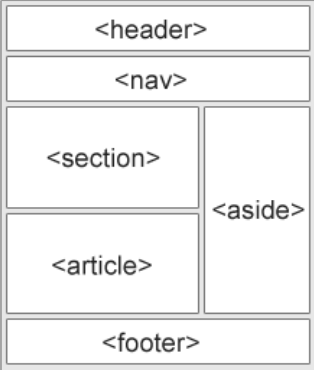 <header>
<nav>
<section>
<aside>
<article>
<footer>